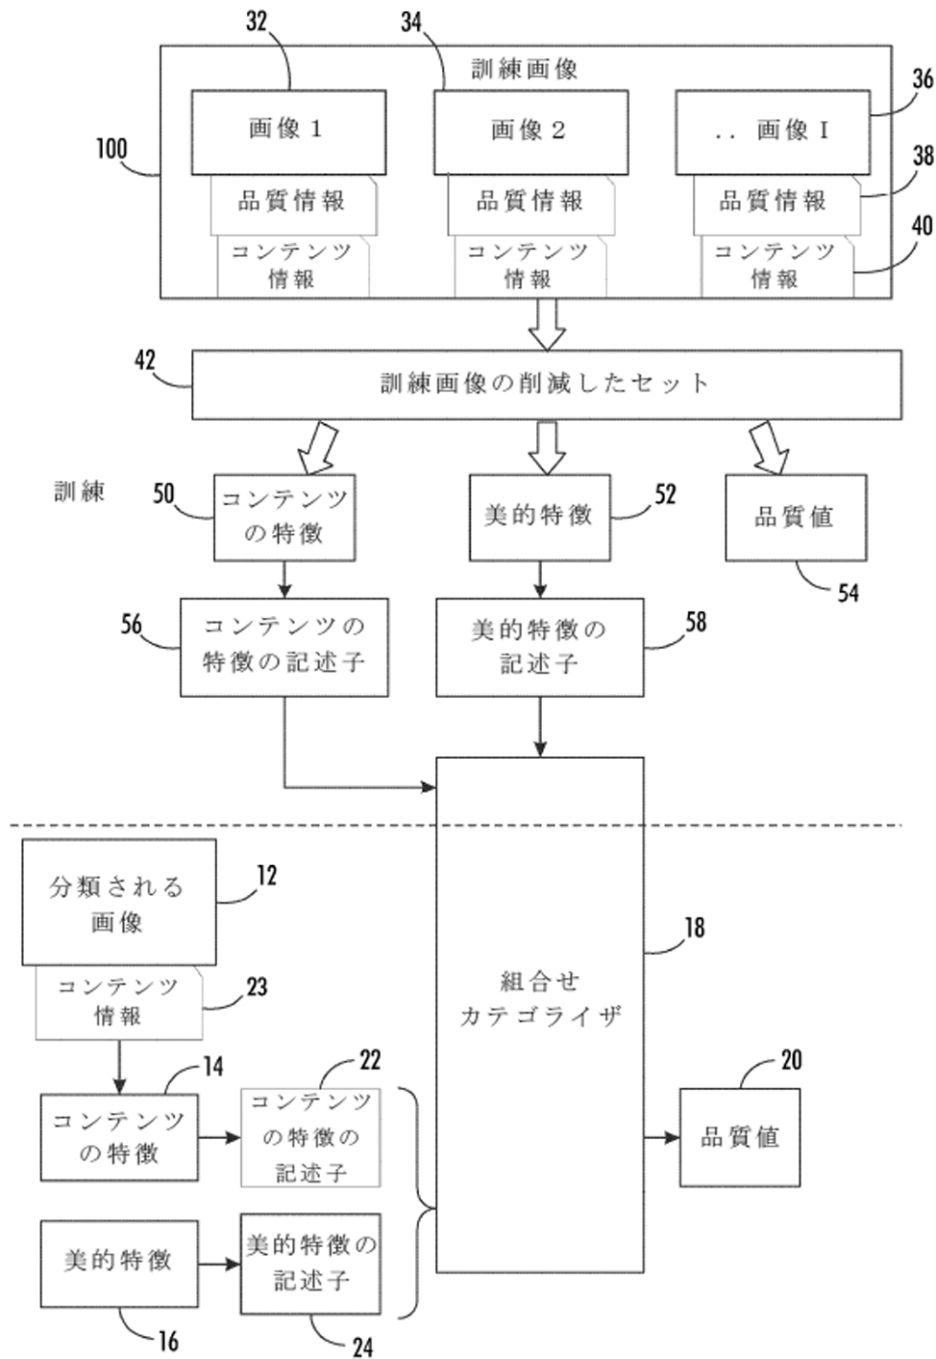 32
34
訓練画像
36
画像1
画像2
.. 画像I
100
38
品質情報
品質情報
品質情報
40
コンテンツ
情報
コンテンツ
情報
コンテンツ
情報
42
訓練画像の削減したセット
訓練
50
コンテンツ
の特徴
美的特徴
52
品質値
54
56
コンテンツの
特徴の記述子
美的特徴の
記述子
58
分類される
画像
12
18
コンテンツ
情報
23
組合せ
カテゴライザ
14
22
20
コンテンツ
の特徴
コンテンツ
の特徴の
記述子
品質値
美的特徴
美的特徴の
記述子
16
24